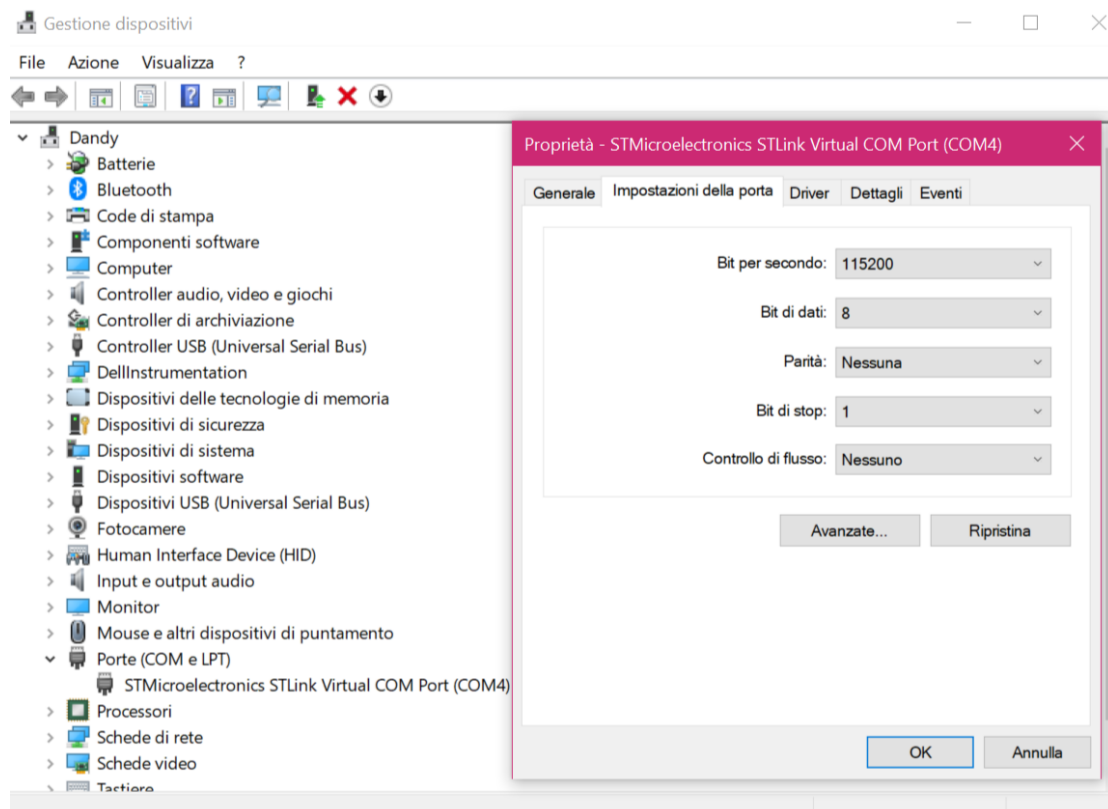 Gestione dispositivi
File Azione Visualizza ?
Dandy
Batterie
Bluetooth
Code di stampa
Componenti software
Computer
Controller audio, video e giochi
Controller di archiviazione
Controller USB (Universal Serial Bus)
DellInstrumentation
Dispositivi delle tecnologie di memoria
Dispositivi di sicurezza
Dispositivi di sistema
Dispositivi software
Dispositivi USB (Universal Serial Bus)
Fotocamere
Human Interface Device (HID)
Input e output audio
Monitor
Mouse e altri dispositivi di puntamento
Porte (COM e LPT)
STMicroelectronics STLink Virtual COM Port (COM4)
Processori
Schede di rete
Schede video
Tastiere
Proprietà - STMicroelectronics STLink Virtual COM Port (COM4)
Generale Impostazioni della porta Driver Dettagli Eventi
Bit per secondo: 115200
Bit di dati: 8
Parità: Nessuna
Bit di stop: 1
Controllo di flusso: Nessuno
Avanzate... Ripristina
OK Annulla